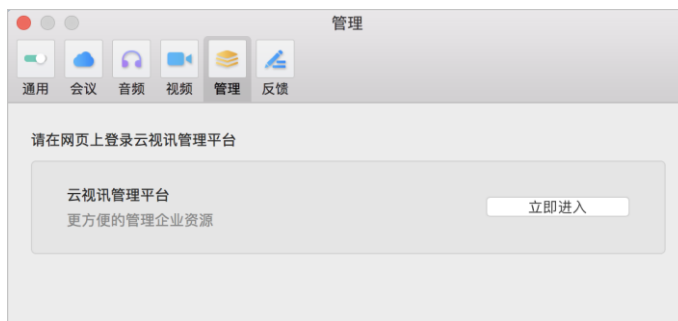 管理
通用 会议 音频 视频 管理 反馈
请在网页上登录云视讯管理平台
云视讯管理平台
更方便的管理企业资源
立即进入